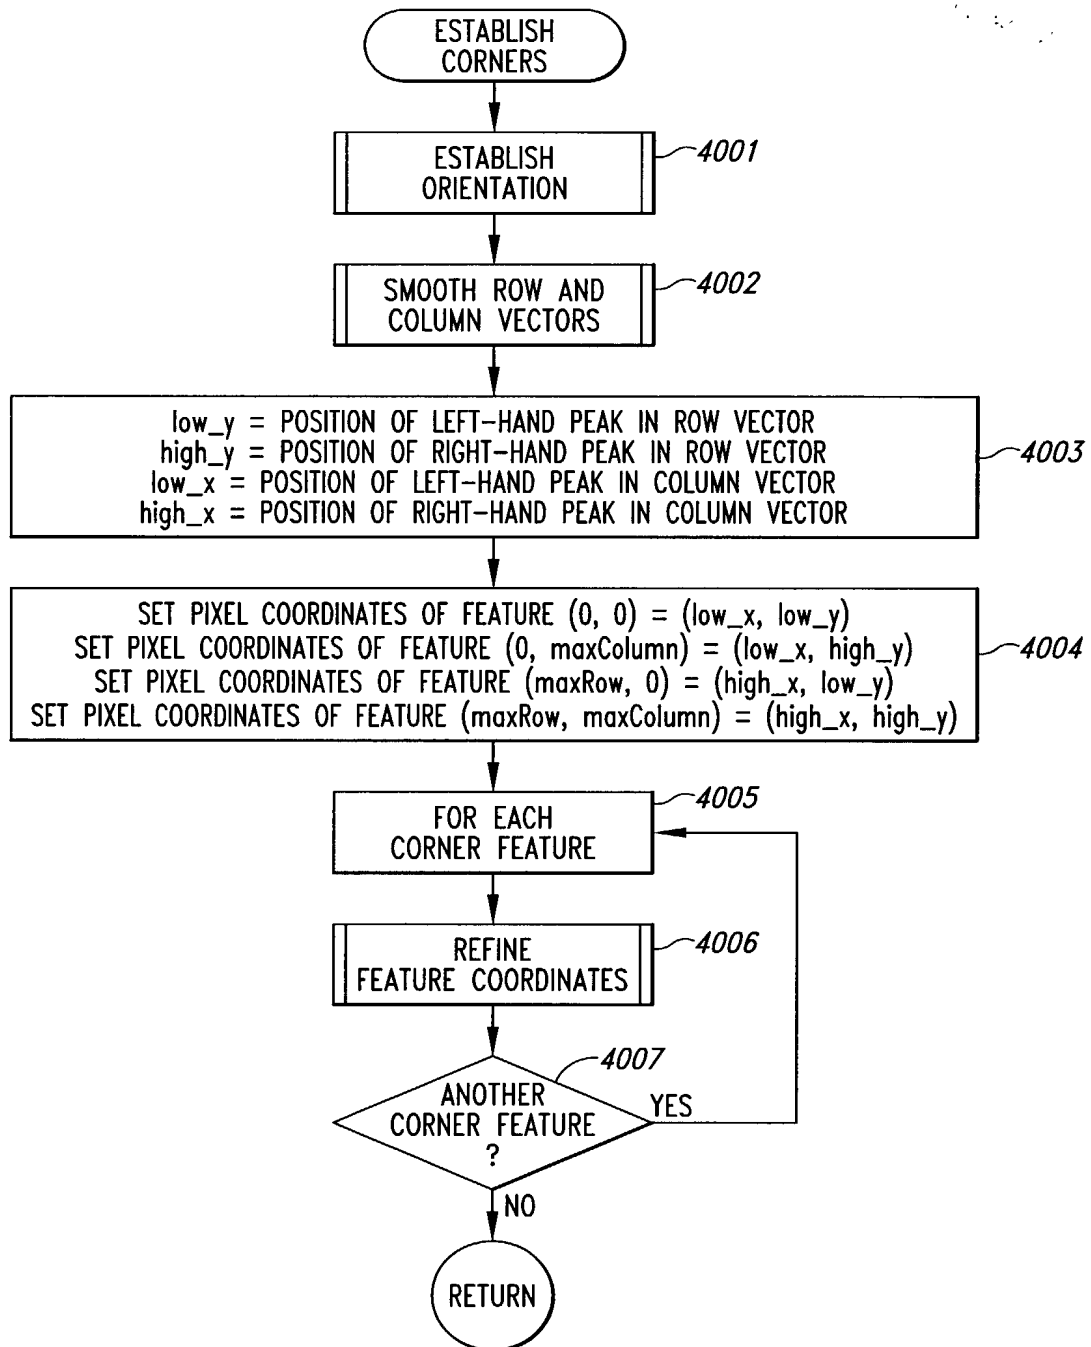 ESTABLISH
CORNERS
ESTABLISH
ORIENTATION
4001
SMOOTH ROW AND
COLUMN VECTORS
4002
low_y = POSITION OF LEFT-HAND PEAK IN ROW VECTOR
high_y = POSITION OF RIGHT-HAND PEAK IN ROW VECTOR
low_x = POSITION OF LEFT-HAND PEAK IN COLUMN VECTOR
high_x = POSITION OF RIGHT-HAND PEAK IN COLUMN VECTOR
4003
SET PIXEL COORDINATES OF FEATURE (0, 0) = (low_x, low_y)
SET PIXEL COORDINATES OF FEATURE (0, maxColumn) = (low_x, high_y)
SET PIXEL COORDINATES OF FEATURE (maxRow, 0) = (high_x, low_y)
SET PIXEL COORDINATES OF FEATURE (maxRow, maxColumn) = (high_x, high_y)
4004
FOR EACH
CORNER FEATURE
4005
REFINE
FEATURE COORDINATES
4006
4007
ANOTHER
CORNER FEATURE
?
YES
NO
RETURN